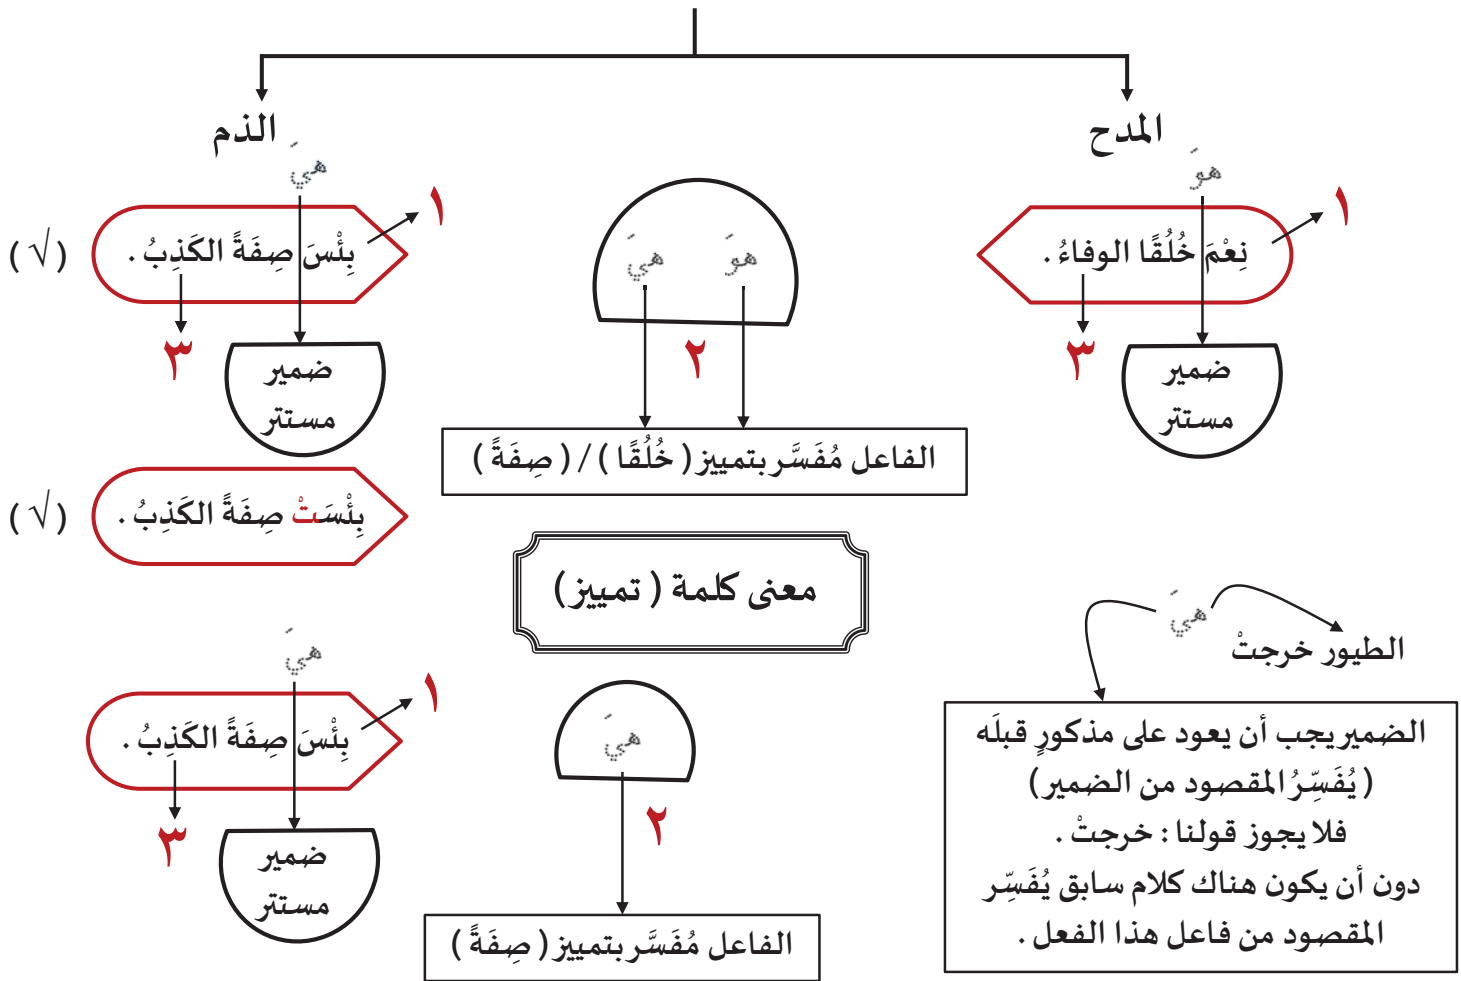 المدح
الذم
هوَ
١
نِعْمَ خُلُقًا الوفاءُ .
٣
ضمير
مستتر
هوَ
هيَ
٢
الفاعل مُفَسَّر بتمييز ( خُلُقًا ) / ( صِفَةً )
هيَ
١
بِئْسَ صِفَةً الكَذِبُ .
(√)
٣
ضمير
مستتر
بِئْسَتْ صِفَةً الكَذِبُ .
(√)
معنى كلمة ( تمييز )
هيَ
الطيور خرجتْ
الضمير يجب أن يعود على مذكورٍ قبلَه
( يُفَسِّرُ المقصود من الضمير )
فلا يجوز قولنا : خرجتْ .
دون أن يكون هناك كلام سابق يُفَسِّر
المقصود من فاعل هذا الفعل .
هيَ
٢
الفاعل مُفَسَّر بتمييز ( صِفَةً )
هيَ
١
بِئْسَ صِفَةً الكَذِبُ .
٣
ضمير
مستتر